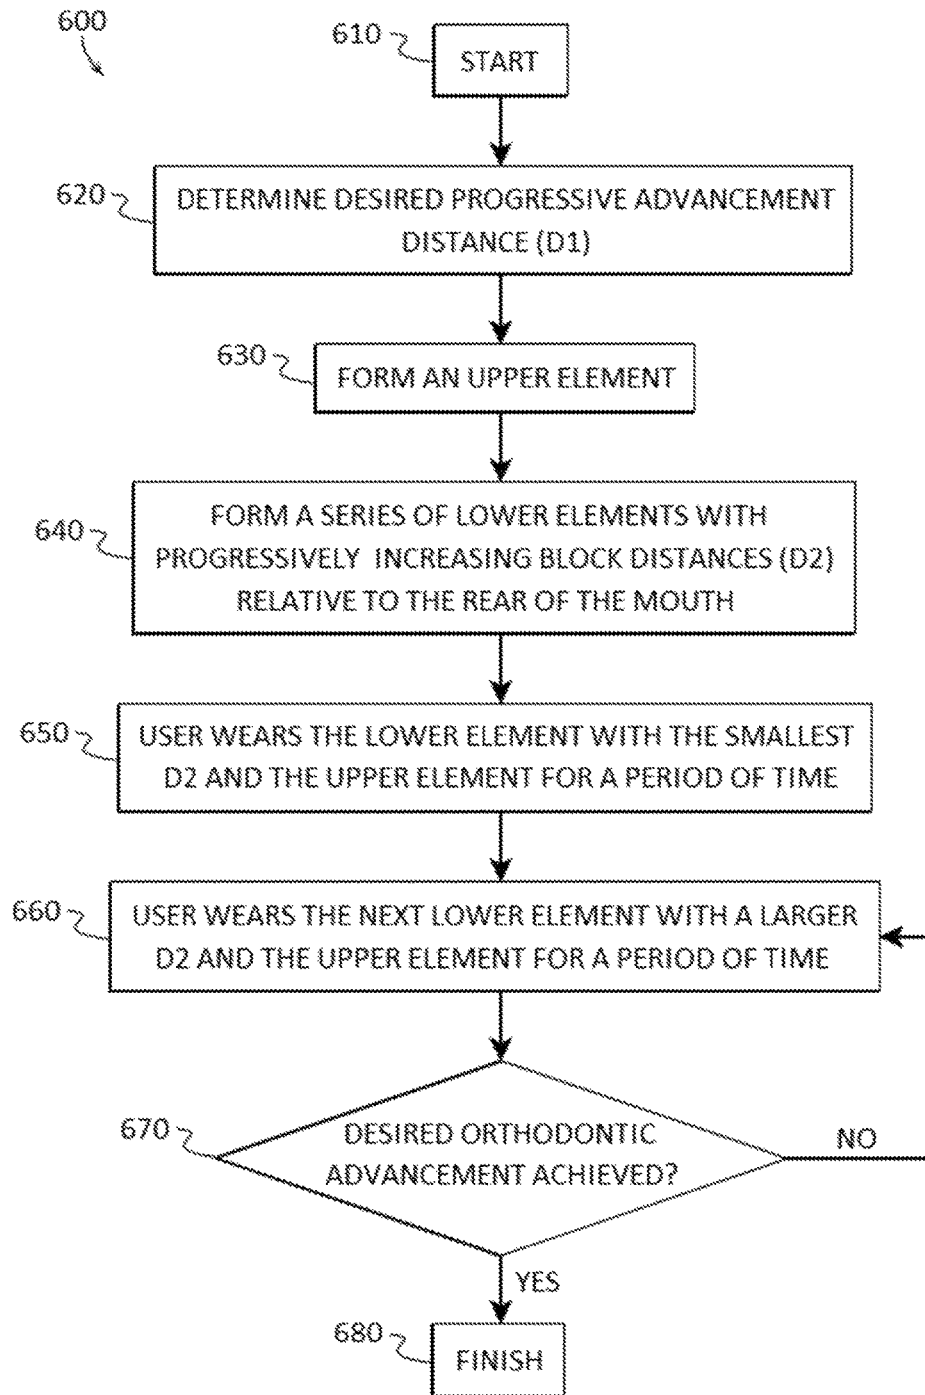 600
610
START
620
DETERMINE DESIRED PROGRESSIVE ADVANCEMENT
DISTANCE (D1)
630
FORM AN UPPER ELEMENT
640
FORM A SERIES OF LOWER ELEMENTS WITH
PROGRESSIVELY INCREASING BLOCK DISTANCES (D2)
RELATIVE TO THE REAR OF THE MOUTH
650
USER WEARS THE LOWER ELEMENT WITH THE SMALLEST
D2 AND THE UPPER ELEMENT FOR A PERIOD OF TIME
660
USER WEARS THE NEXT LOWER ELEMENT WITH A LARGER
D2 AND THE UPPER ELEMENT FOR A PERIOD OF TIME
670
DESIRED ORTHODONTIC
ADVANCEMENT ACHIEVED?
NO
YES
680
FINISH